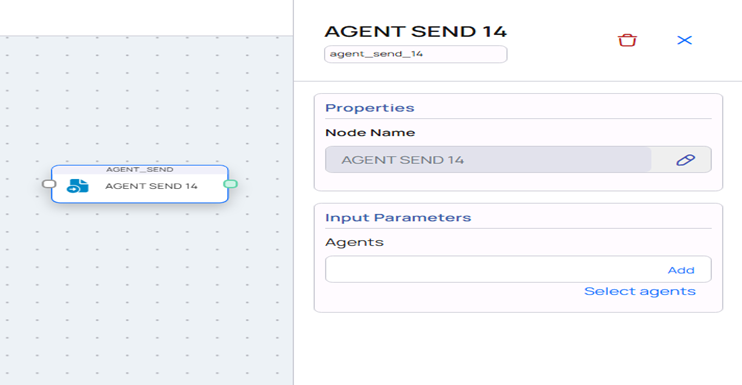 AGENT_SEND
AGENT SEND 14
AGENT SEND 14
agent_send_14
Properties
Node Name
AGENT SEND 14
Input Parameters
Agents
Add
Select agents